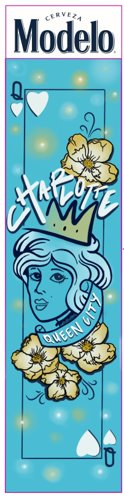 CERVEZA
Modelo®
Q
CHARLOTTE
QUEEN CITY
Q